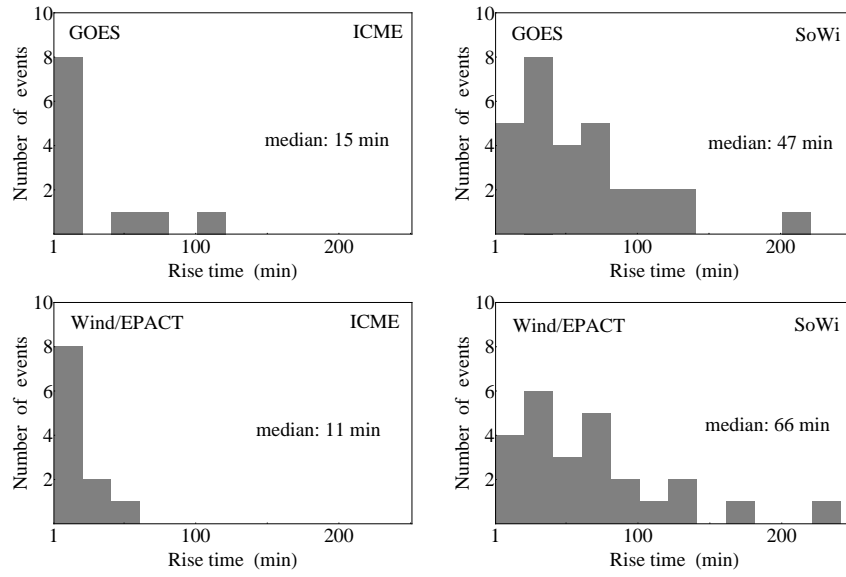 GOES ICME
median: 15 min
Number of events
10
8
6
4
2
1 100 200
Rise time (min)
GOES SoWi
median: 47 min
Number of events
10
8
6
4
2
1 100 200
Rise time (min)
Wind/EPACT ICME
median: 11 min
Number of events
10
8
6
4
2
1 100 200
Rise time (min)
Wind/EPACT SoWi
median: 66 min
Number of events
10
8
6
4
2
1 100 200
Rise time (min)